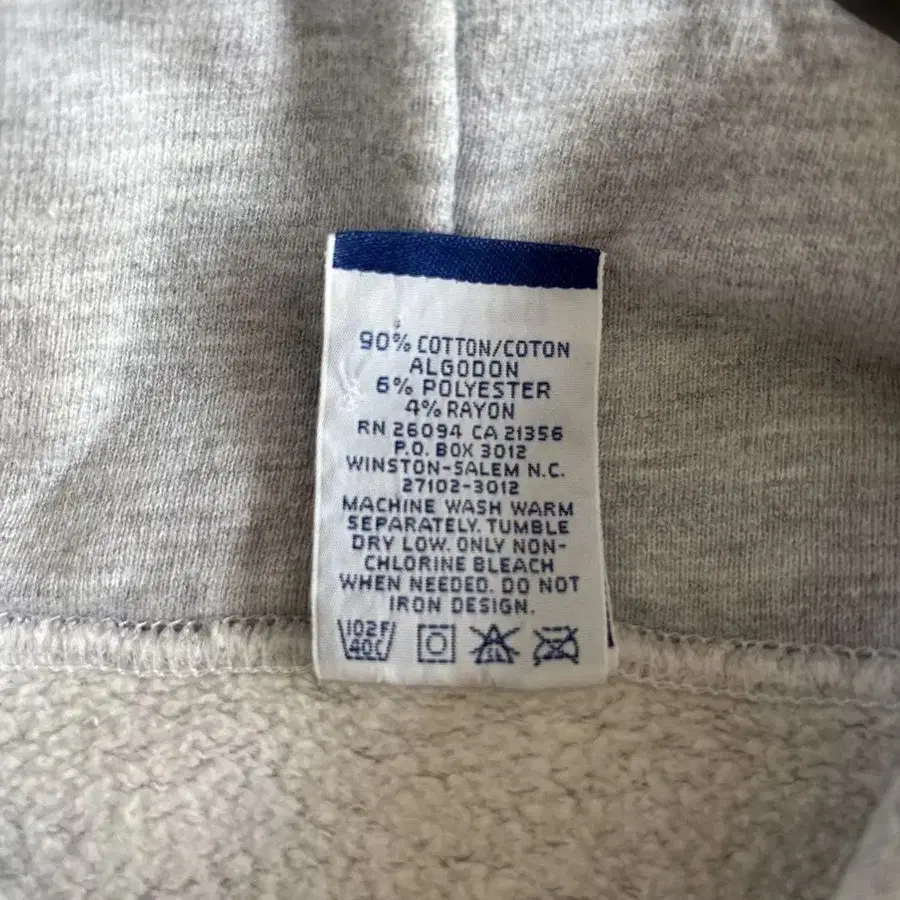 90% COTTON/COTON
ALGODON
6% POLYESTER
4% RAYON
RN 26094 CA 21356
P.O. BOX 3012
WINSTON-SALEM N.C.
27102-3012
MACHINE WASH WARM
SEPARATELY. TUMBLE
DRY LOW. ONLY NON-
CHLORINE BLEACH
WHEN NEEDED. DO NOT
IRON DESIGN.
102F
40C
CL